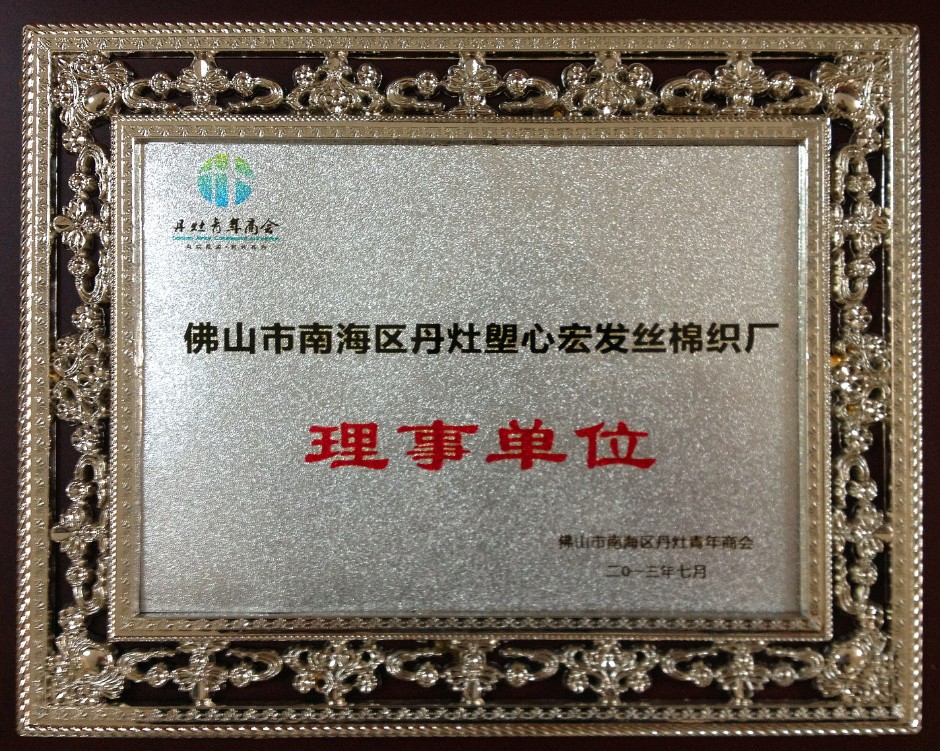 丹灶青年商会
佛山市南海区丹灶塱心宏发丝棉织厂
理事单位
佛山市南海区丹灶青年商会
二0一三年七月